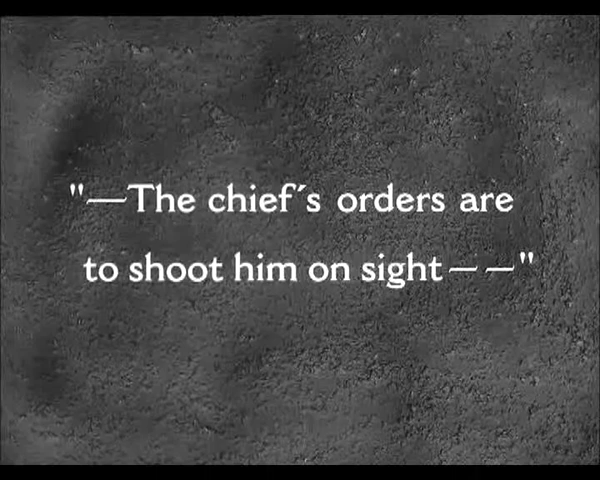 "—The chief´s orders are
to shoot him on sight— —"